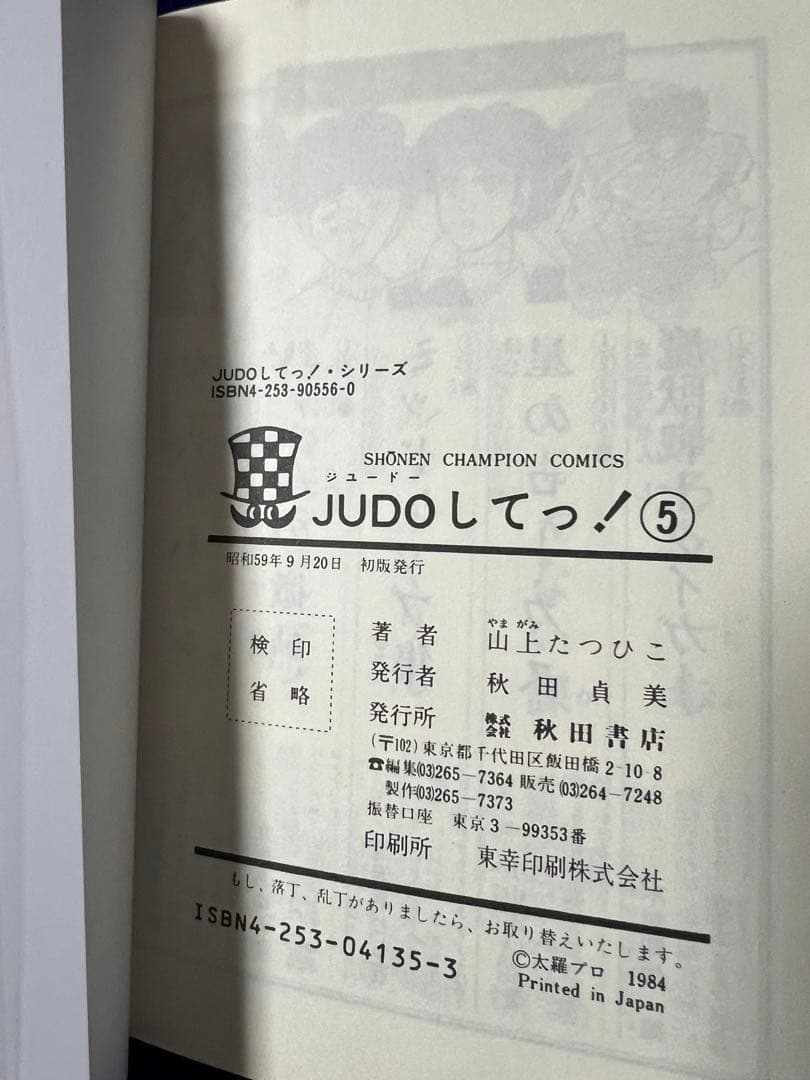 JUDOしてっ!・シリーズ
ISBN4-253-90556-0
SHŌNEN CHAMPION COMICS
ジユードー
JUDOしてっ!⑤
昭和59年9月20日 初版発行
検印
省略
やまがみ
著者 山上たつひこ
発行者 秋田貞美
発行所 株式会社 秋田書店
(〒102)東京都千代田区飯田橋2-10-8
☎編集(03)265-7364 販売(03)264-7248
製作(03)265-7373
振替口座 東京3-99353番
印刷所 東幸印刷株式会社
もし、落丁、乱丁がありましたら、お取り替えいたします。
ISBN4-253-04135-3
©太羅プロ 1984
Printed in Japan